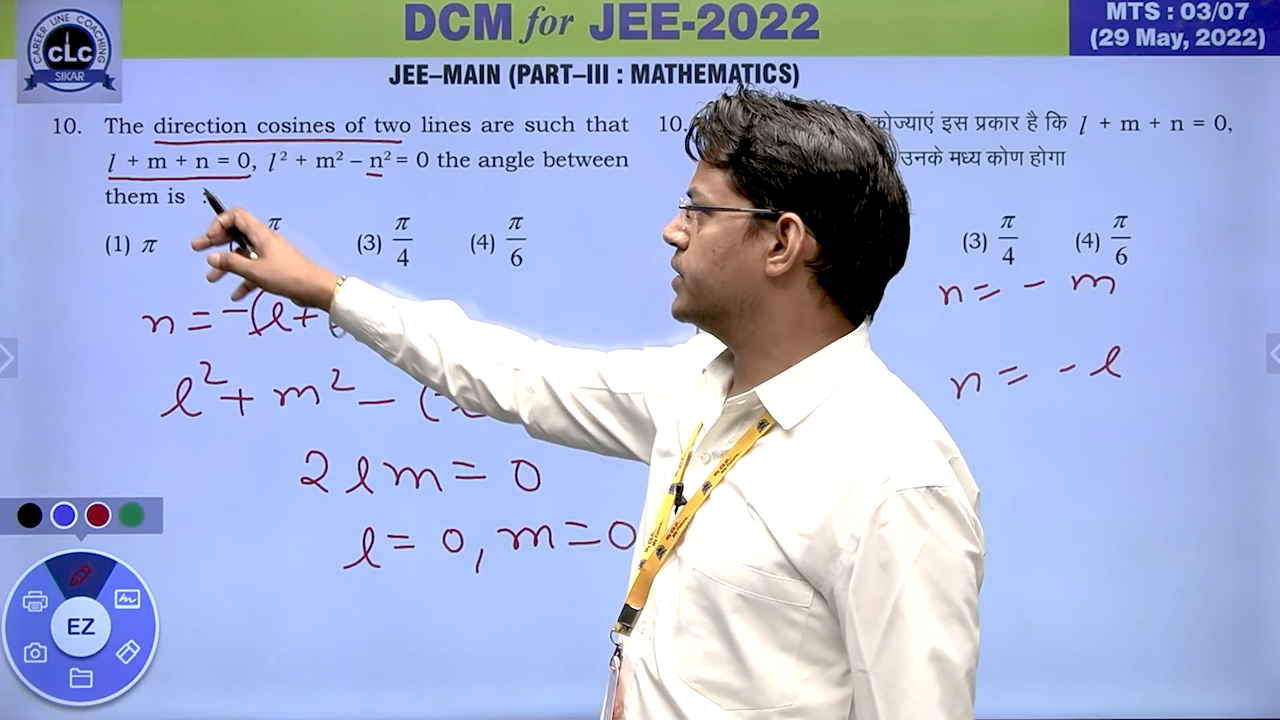 DCM for JEE-2022
MTS : 03/07
(29 May, 2022)
CAREER LINE COACHING
CLC
SIKAR
JEE–MAIN (PART–III : MATHEMATICS)
10. The direction cosines of two lines are such that
l + m + n = 0, l² + m² – n² = 0 the angle between
them is :
(1) π
π
(3) π/4
(4) π/6
10.
कोज्याएं इस प्रकार है कि l + m + n = 0,
उनके मध्य कोण होगा
(3) π/4
(4) π/6
n = -(l+
l² + m² - (-l
2lm = 0
l = 0, m = 0
n = - m
n = - l
EZ